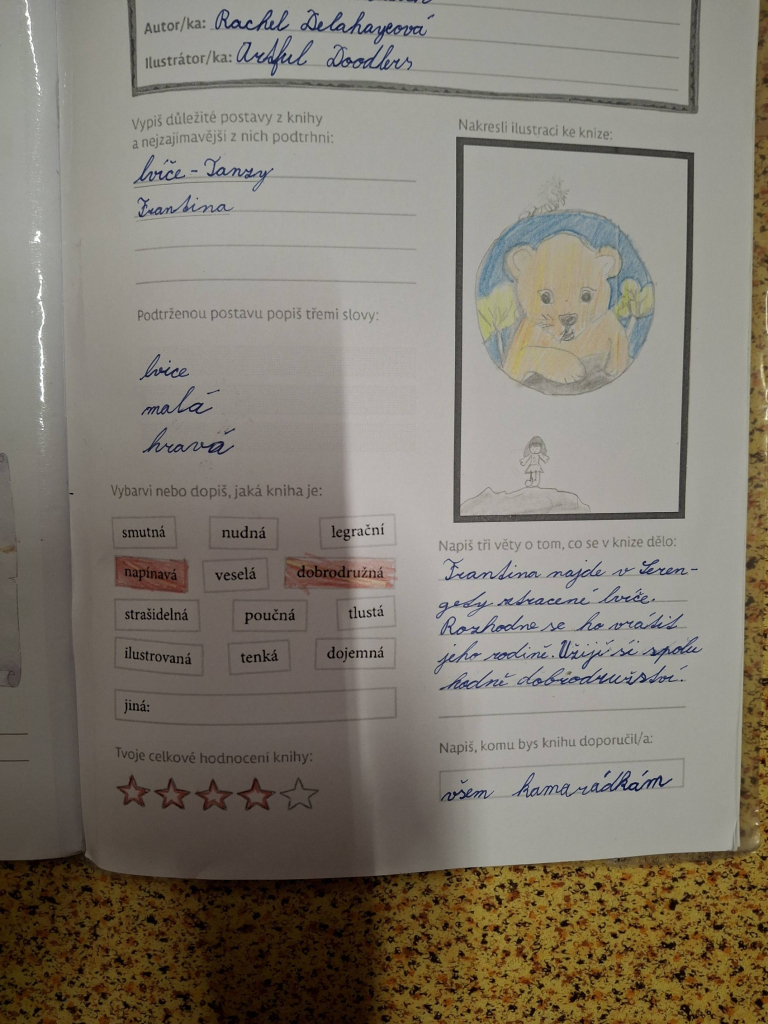 Autor/ka: Rachel Delahayeová
Ilustrátor/ka: Artful Doodlers
Vypiš důležité postavy z knihy
a nejzajímavější z nich podtrhni:
lvíče - Tanzy
Frantina
Podtrženou postavu popiš třemi slovy:
lvice
malá
hravá
Vybarvi nebo dopiš, jaká kniha je:
smutná nudná legrační
napínavá veselá dobrodružná
strašidelná poučná tlustá
ilustrovaná tenká dojemná
jiná:
Tvoje celkové hodnocení knihy:
Nakresli ilustraci ke knize:
Napiš tři věty o tom, co se v knize dělo:
Frantina najde v Seren-
gety ztracené lvíče.
Rozhodne se ho vrátit
jeho rodině. Užijí si spolu
hodně dobrodružství.
Napiš, komu bys knihu doporučil/a:
všem kamarádkám